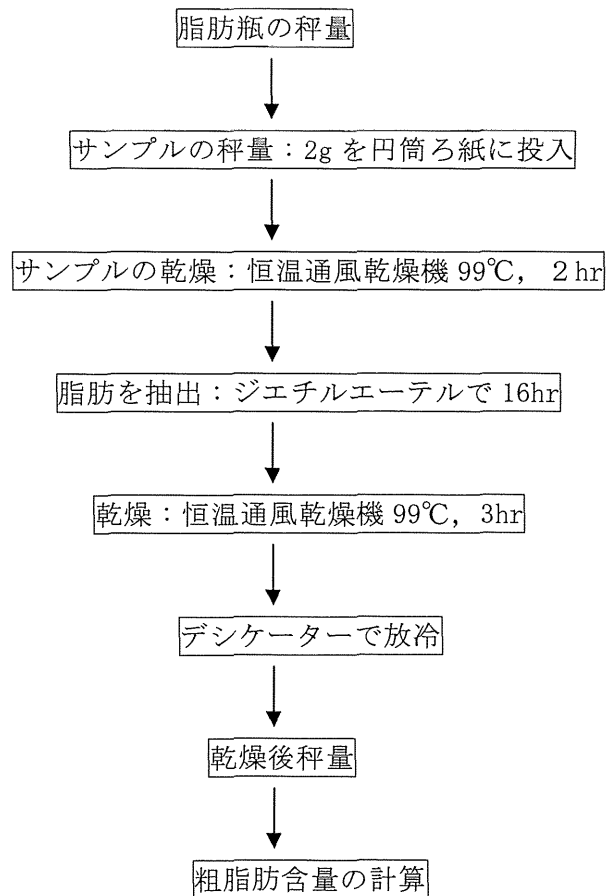 脂肪瓶の秤量
サンプルの秤量：2gを円筒ろ紙に投入
サンプルの乾燥：恒温通風乾燥機 99℃， 2hr
脂肪を抽出：ジエチルエーテルで 16hr
乾燥：恒温通風乾燥機 99℃，3hr
デシケーターで放冷
乾燥後秤量
粗脂肪含量の計算